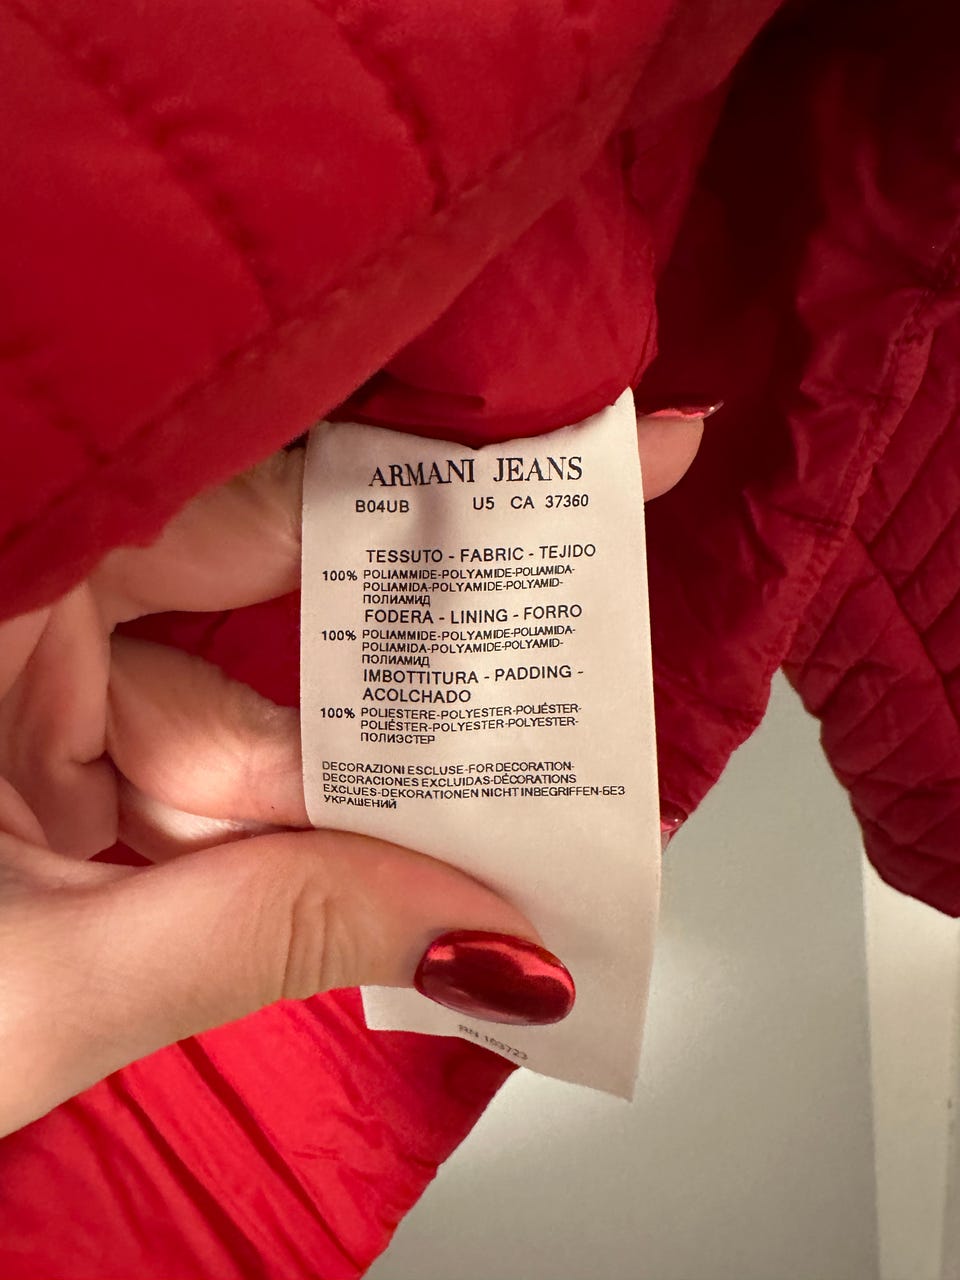 ARMANI JEANS
B04UB U5 CA 37360
TESSUTO - FABRIC - TEJIDO
100% POLIAMMIDE-POLYAMIDE-POLIAMIDA-
POLIAMIDA-POLYAMIDE-POLYAMID-
ПОЛИАМИД
FODERA - LINING - FORRO
100% POLIAMMIDE-POLYAMIDE-POLIAMIDA-
POLIAMIDA-POLYAMIDE-POLYAMID-
ПОЛИАМИД
IMBOTTITURA - PADDING -
ACOLCHADO
100% POLIESTERE-POLYESTER-POLIÉSTER-
POLIÉSTER-POLYESTER-POLYESTER-
ПОЛИЭСТЕР
DECORAZIONI ESCLUSE-FOR DECORATION-
DECORACIONES EXCLUIDAS-DÉCORATIONS
EXCLUES-DEKORATIONEN NICHT INBEGRIFFEN-БЕЗ
УКРАШЕНИЙ
RN 103723